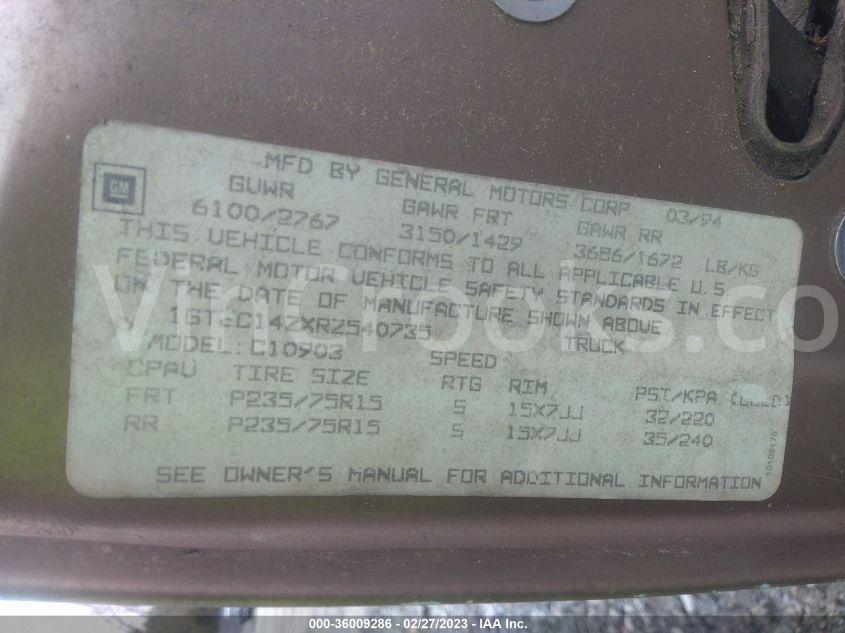 MFD BY GENERAL MOTORS CORP 03/94
GM
GVWR GAWR FRT GAWR RR
6100/2767 3150/1429 3686/1672 LB/KG
THIS VEHICLE CONFORMS TO ALL APPLICABLE U.S.
FEDERAL MOTOR VEHICLE SAFETY STANDARDS IN EFFECT
ON THE DATE OF MANUFACTURE SHOWN ABOVE
1GTEC14ZXRZ540735 TRUCK
MODEL: C10903 SPEED
CPAV TIRE SIZE RTG RIM PSI/KPA (COLD)
FRT P235/75R15 S 15X7JJ 32/220
RR P235/75R15 S 15X7JJ 35/240
SEE OWNER'S MANUAL FOR ADDITIONAL INFORMATION
000-36009286 - 02/27/2023 - IAA Inc.